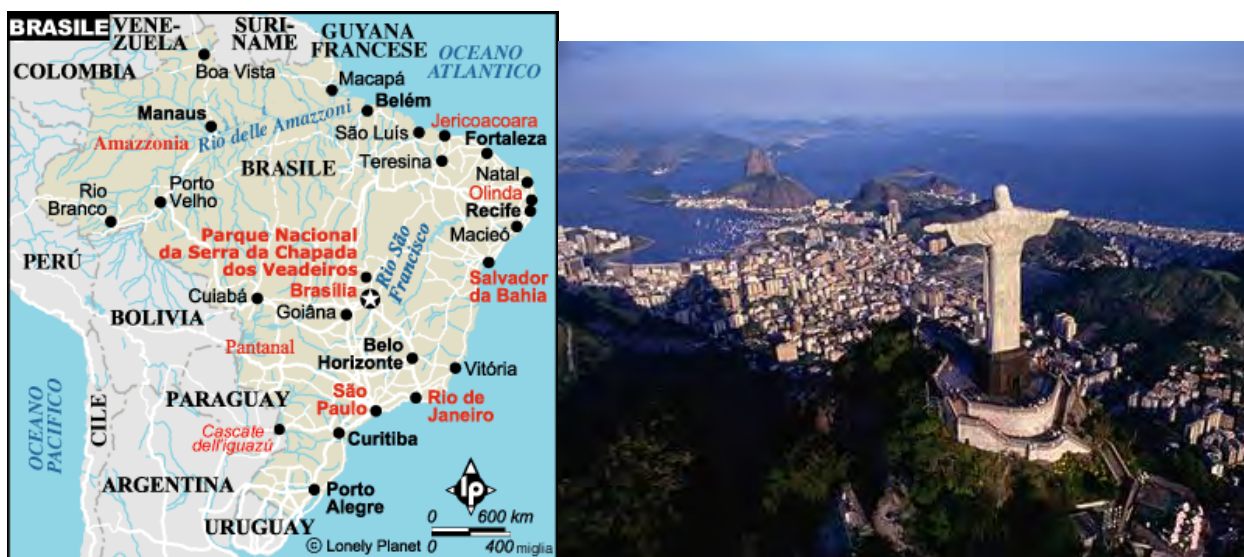 BRASILE
VENE-
ZUELA
SURI-
NAME
GUYANA
FRANCESE
OCEANO
ATLANTICO
COLOMBIA
Boa Vista
Macapá
Manaus
Belém
Rio delle Amazzoni
Amazzonia
São Luís
Jericoacoara
Fortaleza
BRASILE
Teresina
Natal
Olinda
Rio
Branco
Porto
Velho
Recife
Macieó
PERÚ
Parque Nacional
da Serra da Chapada
dos Veadeiros
Rio São
Francisco
Brasília
Salvador
da Bahia
Cuiabá
Goiâna
BOLIVIA
Pantanal
Belo
Horizonte
Vitória
OCEANO
PACIFICO
CILE
PARAGUAY
São
Paulo
Rio de
Janeiro
Cascate
dell'iguazú
Curitiba
ARGENTINA
Porto
Alegre
URUGUAY
lp
0 600 km
0 400 miglia
© Lonely Planet